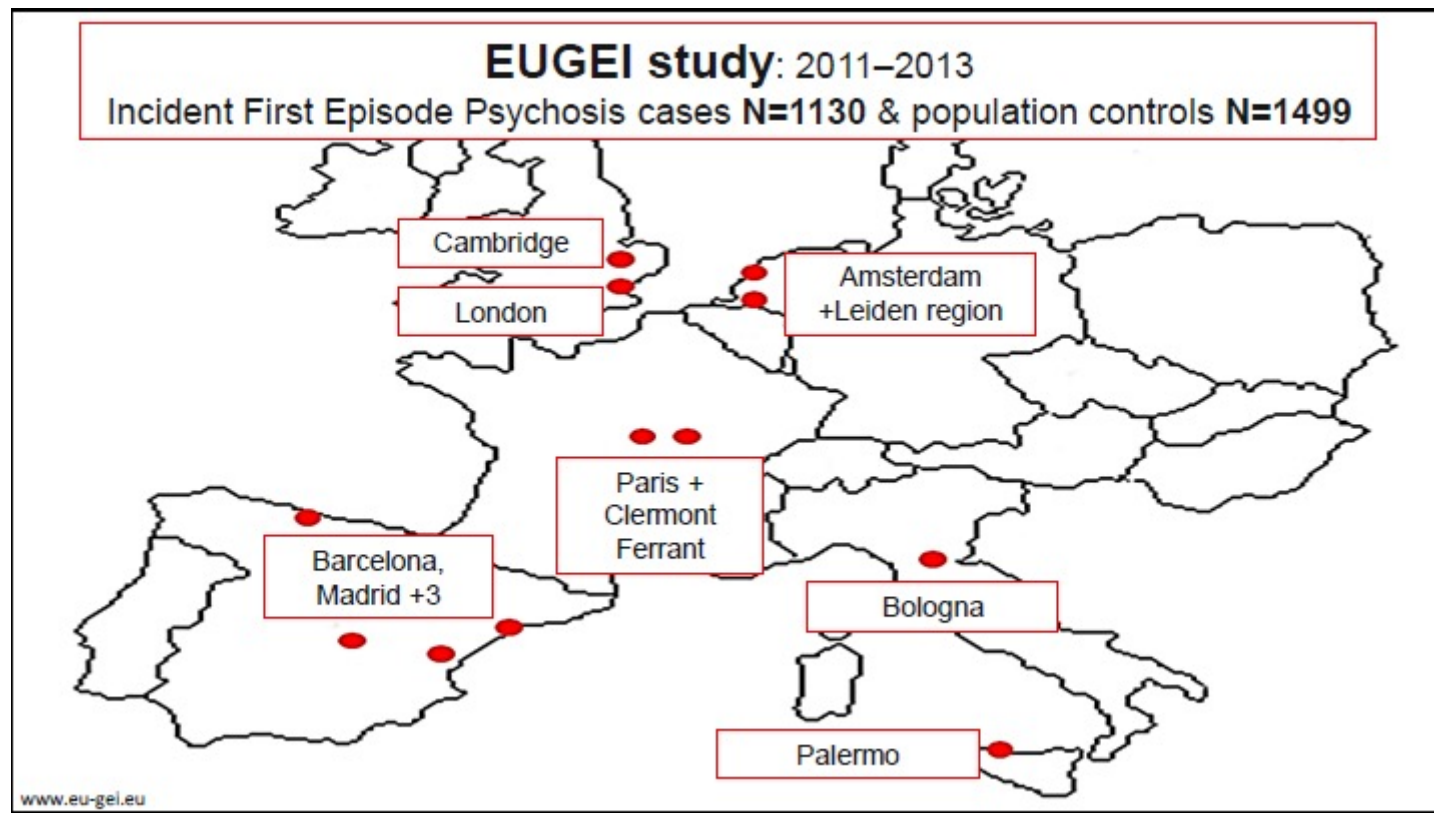 EUGEI study: 2011–2013
Incident First Episode Psychosis cases N=1130 & population controls N=1499
Cambridge
London
Amsterdam
+Leiden region
Paris +
Clermont
Ferrant
Barcelona,
Madrid +3
Bologna
Palermo
www.eu-gei.eu